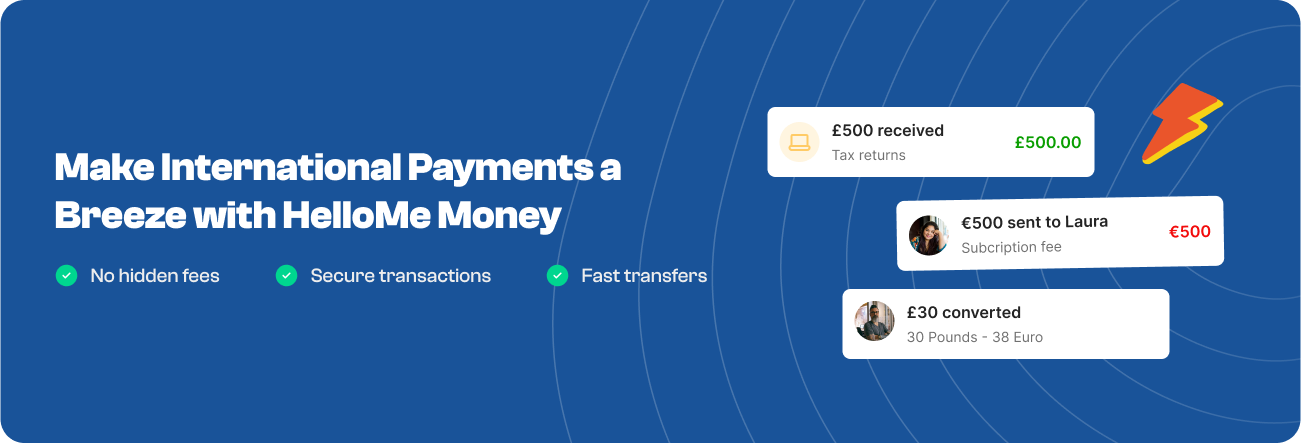 Make International Payments a
Breeze with HelloMe Money
No hidden fees
Secure transactions
Fast transfers
£500 received
Tax returns
£500.00
€500 sent to Laura
Subcription fee
€500
£30 converted
30 Pounds - 38 Euro